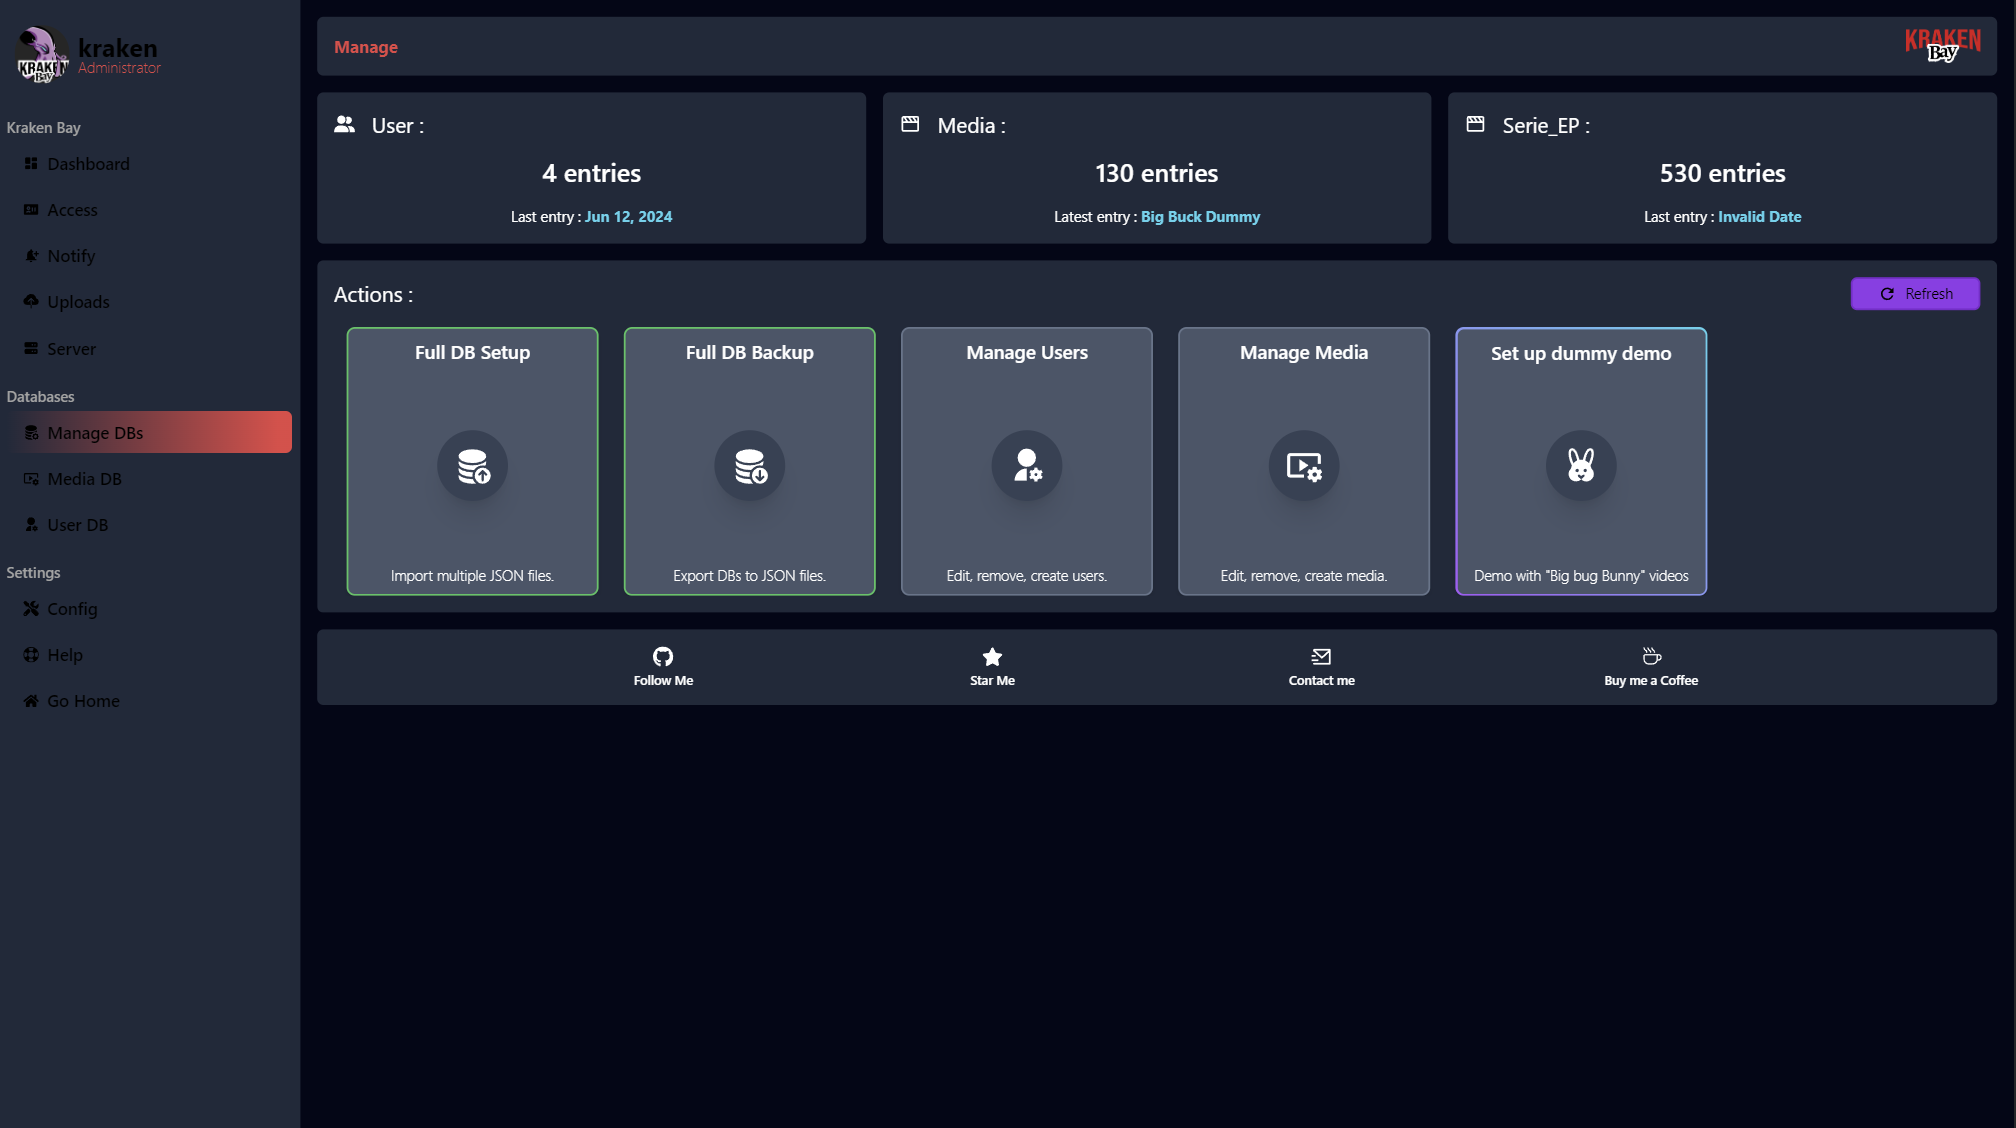 KRAKEN
Bay
kraken
Administrator
Kraken Bay
Dashboard
Access
Notify
Uploads
Server
Databases
Manage DBs
Media DB
User DB
Settings
Config
Help
Go Home
Manage
KRAKEN
Bay
User :
4 entries
Last entry : Jun 12, 2024
Media :
130 entries
Latest entry : Big Buck Dummy
Serie_EP :
530 entries
Last entry : Invalid Date
Actions :
Refresh
Full DB Setup
Import multiple JSON files.
Full DB Backup
Export DBs to JSON files.
Manage Users
Edit, remove, create users.
Manage Media
Edit, remove, create media.
Set up dummy demo
Demo with "Big bug Bunny" videos
Follow Me
Star Me
Contact me
Buy me a Coffee